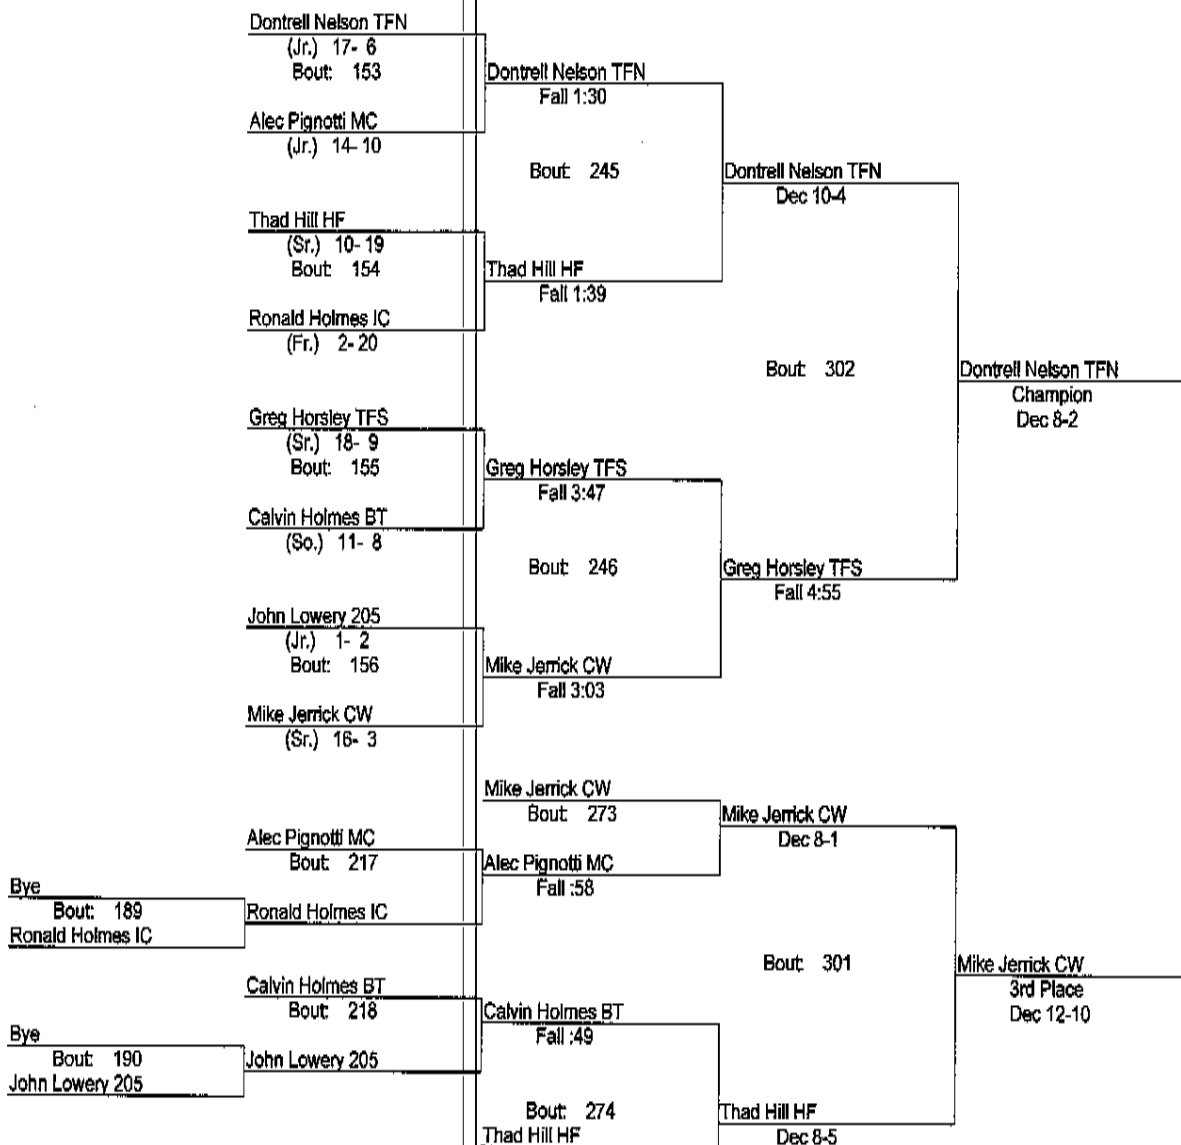 Dontrell Nelson TFN
(Jr.) 17- 6
Bout: 153
Dontrell Nelson TFN
Fall 1:30
Alec Pignotti MC
(Jr.) 14- 10
Bout: 245
Dontrell Nelson TFN
Dec 10-4
Thad Hill HF
(Sr.) 10- 19
Bout: 154
Thad Hill HF
Fall 1:39
Ronald Holmes IC
(Fr.) 2- 20
Bout: 302
Dontrell Nelson TFN
Champion
Dec 8-2
Greg Horsley TFS
(Sr.) 18- 9
Bout: 155
Greg Horsley TFS
Fall 3:47
Calvin Holmes BT
(So.) 11- 8
Bout: 246
Greg Horsley TFS
Fall 4:55
John Lowery 205
(Jr.) 1- 2
Bout: 156
Mike Jerrick CW
Fall 3:03
Mike Jerrick CW
(Sr.) 16- 3
Mike Jerrick CW
Bout: 273
Mike Jerrick CW
Dec 8-1
Alec Pignotti MC
Bout: 217
Alec Pignotti MC
Fall :58
Bye
Bout: 189
Ronald Holmes IC
Ronald Holmes IC
Bout: 301
Mike Jerrick CW
3rd Place
Dec 12-10
Calvin Holmes BT
Bout: 218
Calvin Holmes BT
Fall :49
Bye
Bout: 190
John Lowery 205
John Lowery 205
Bout: 274
Thad Hill HF
Dec 8-5
Thad Hill HF